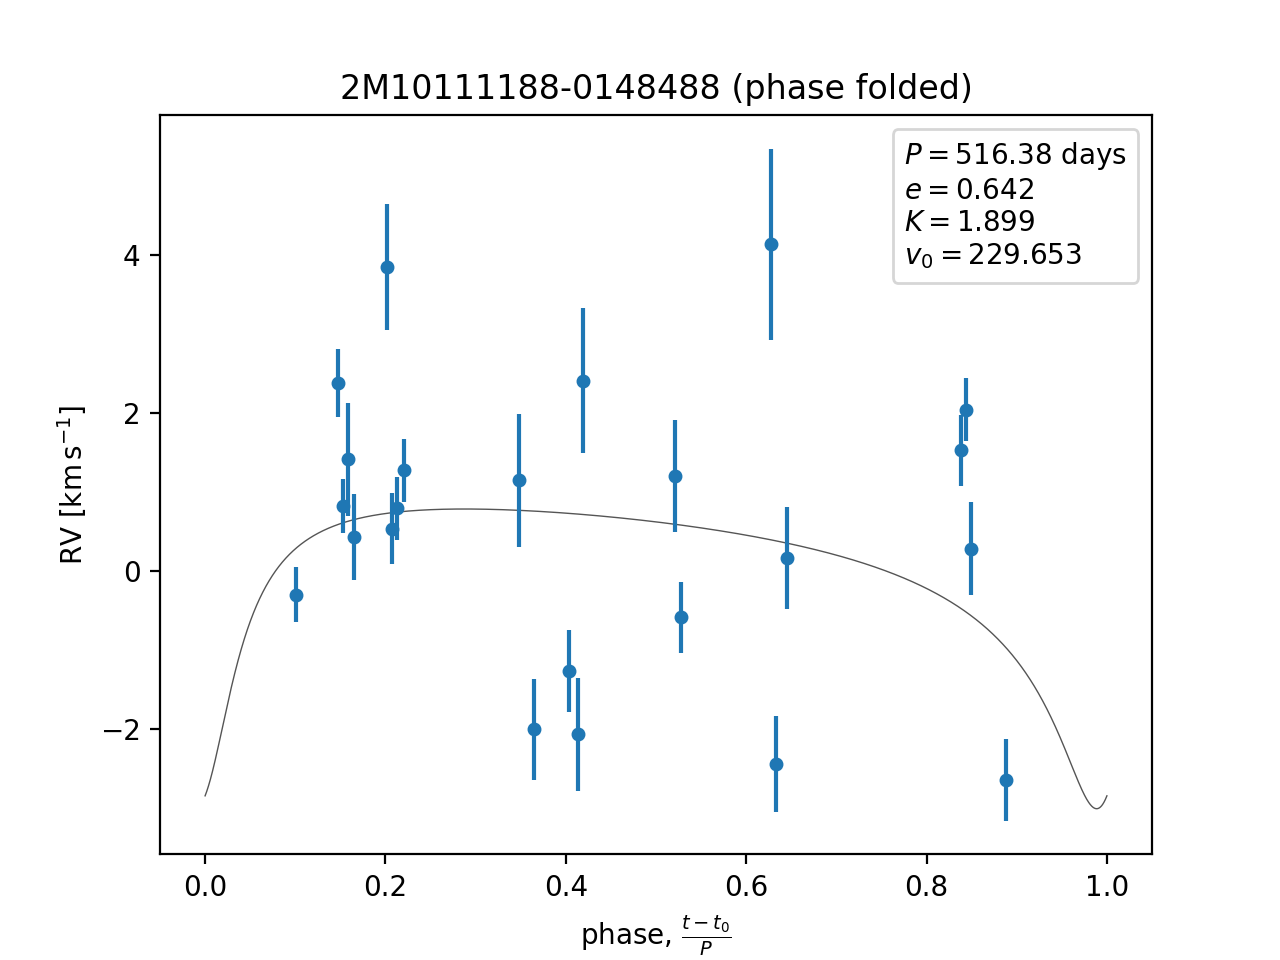 2M10111188-0148488 (phase folded)
P = 516.38 days
e = 0.642
K = 1.899
v₀ = 229.653
RV [km s⁻¹]
4
2
0
−2
0.0 0.2 0.4 0.6 0.8 1.0
phase, (t − t₀)/P